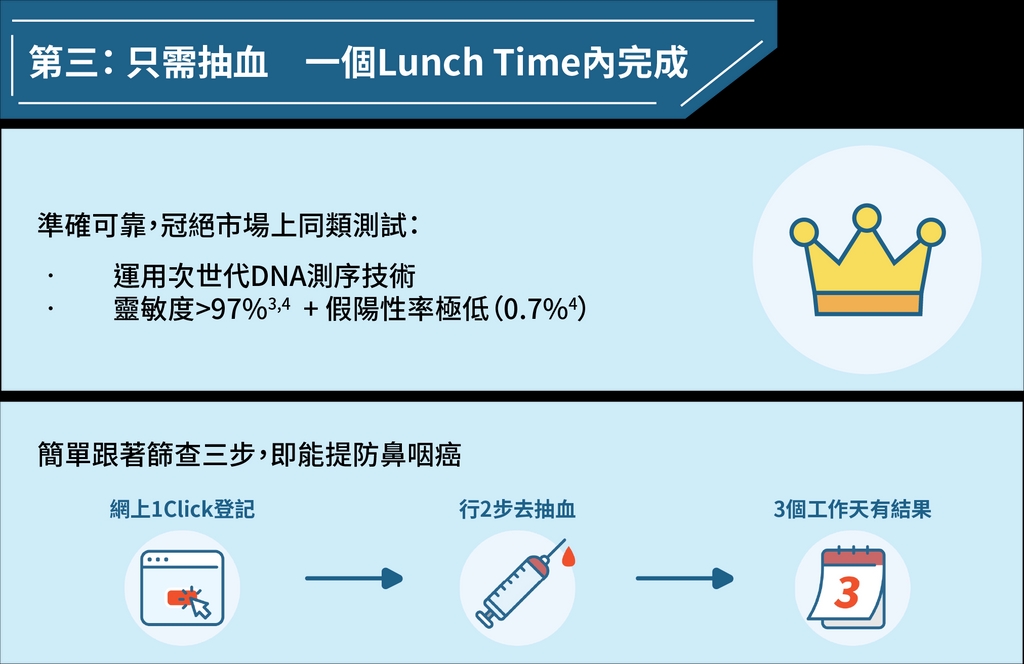 第三：只需抽血　一個Lunch Time內完成
準確可靠，冠絕市場上同類測試：
· 運用次世代DNA測序技術
· 靈敏度>97%3,4 + 假陽性率極低（0.7%4）
簡單跟著篩查三步，即能提防鼻咽癌
網上1Click登記
行2步去抽血
3個工作天有結果
3